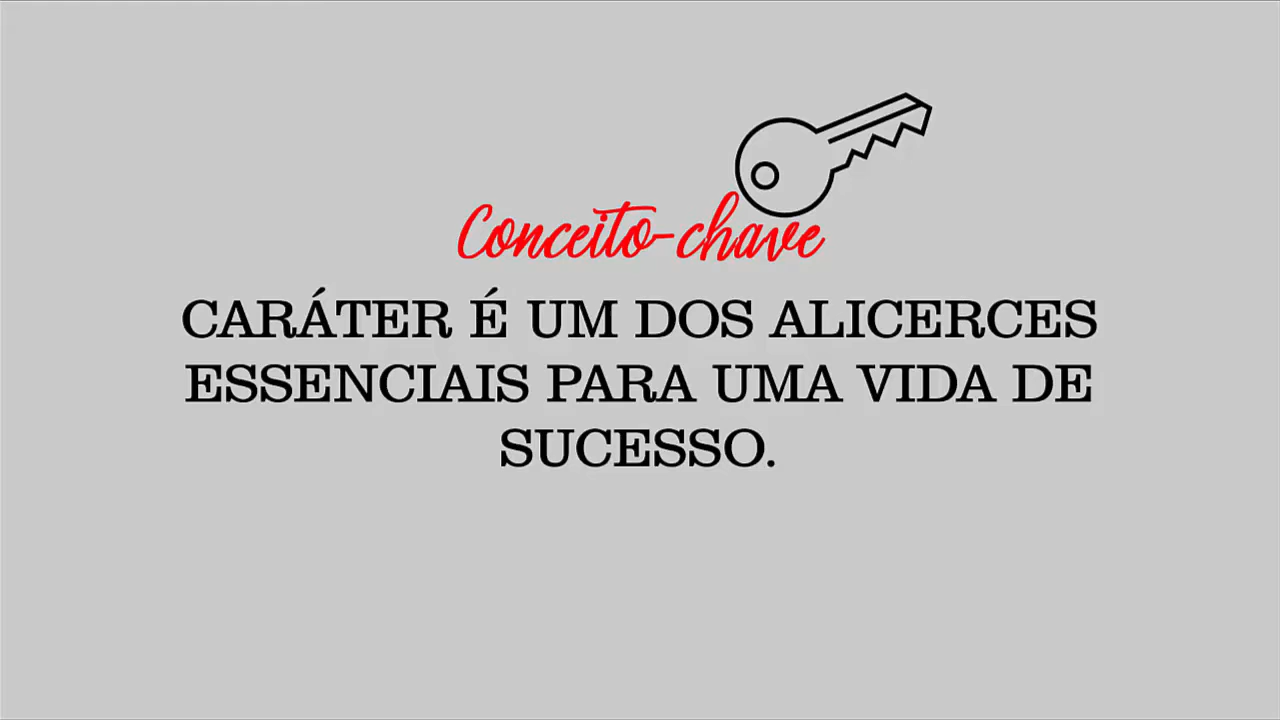 Conceito-chave
CARÁTER É UM DOS ALICERCES
ESSENCIAIS PARA UMA VIDA DE
SUCESSO.